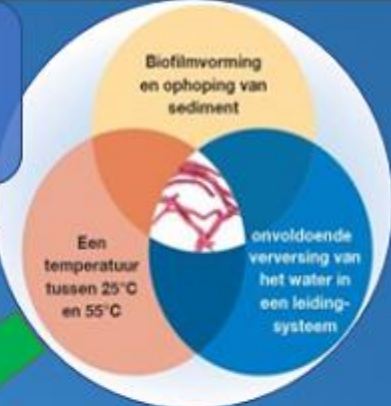 Biofilmvorming
en ophoping van
sediment
Een
temperatuur
tussen 25°C
en 55°C
onvoldoende
verversing van
het water in
een leiding-
systeem